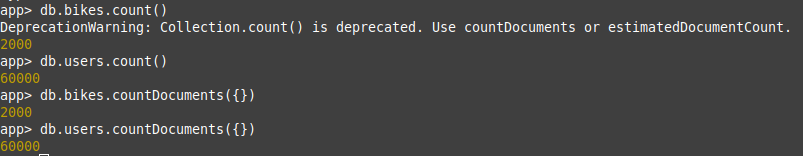 app> db.bikes.count()
DeprecationWarning: Collection.count() is deprecated. Use countDocuments or estimatedDocumentCount.
2000
app> db.users.count()
60000
app> db.bikes.countDocuments({})
2000
app> db.users.countDocuments({})
60000